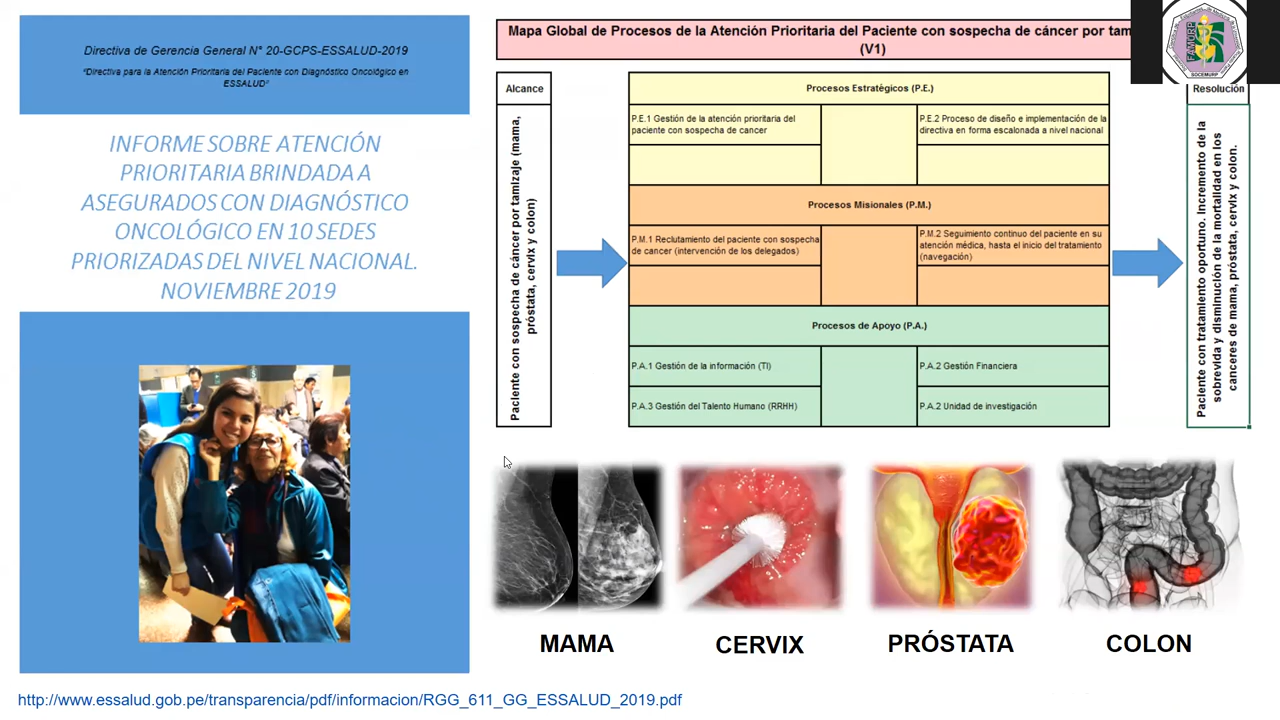 Directiva de Gerencia General N° 20-GCPS-ESSALUD-2019
"Directiva para la Atención Prioritaria del Paciente con Diagnóstico Oncológico en
ESSALUD"
INFORME SOBRE ATENCIÓN
PRIORITARIA BRINDADA A
ASEGURADOS CON DIAGNÓSTICO
ONCOLÓGICO EN 10 SEDES
PRIORIZADAS DEL NIVEL NACIONAL.
NOVIEMBRE 2019
Mapa Global de Procesos de la Atención Prioritaria del Paciente con sospecha de cáncer por tam
(V1)
Alcance
Paciente con sospecha de cáncer por tamizaje (mama,
próstata, cervix y colon)
Procesos Estratégicos (P.E.)
P.E.1 Gestión de la atención prioritaria del
paciente con sospecha de cancer
P.E.2 Proceso de diseño e implementación de la
directiva en forma escalonada a nivel nacional
Procesos Misionales (P.M.)
P.M.1 Reclutamiento del paciente con sospecha
de cancer (intervención de los delegados)
P.M.2 Seguimiento continuo del paciente en su
atención médica, hasta el inicio del tratamiento
(navegación)
Procesos de Apoyo (P.A.)
P.A.1 Gestión de la información (TI)
P.A.2 Gestión Financiera
P.A.3 Gestión del Talento Humano (RRHH)
P.A.2 Unidad de investigación
Resolución
Paciente con tratamiento oportuno. Incremento de la
sobrevida y disminución de la mortalidad en los
canceres de mama, próstata, cervix y colon.
FAMURP
SOCEMURP
MAMA
CERVIX
PRÓSTATA
COLON
http://www.essalud.gob.pe/transparencia/pdf/informacion/RGG_611_GG_ESSALUD_2019.pdf